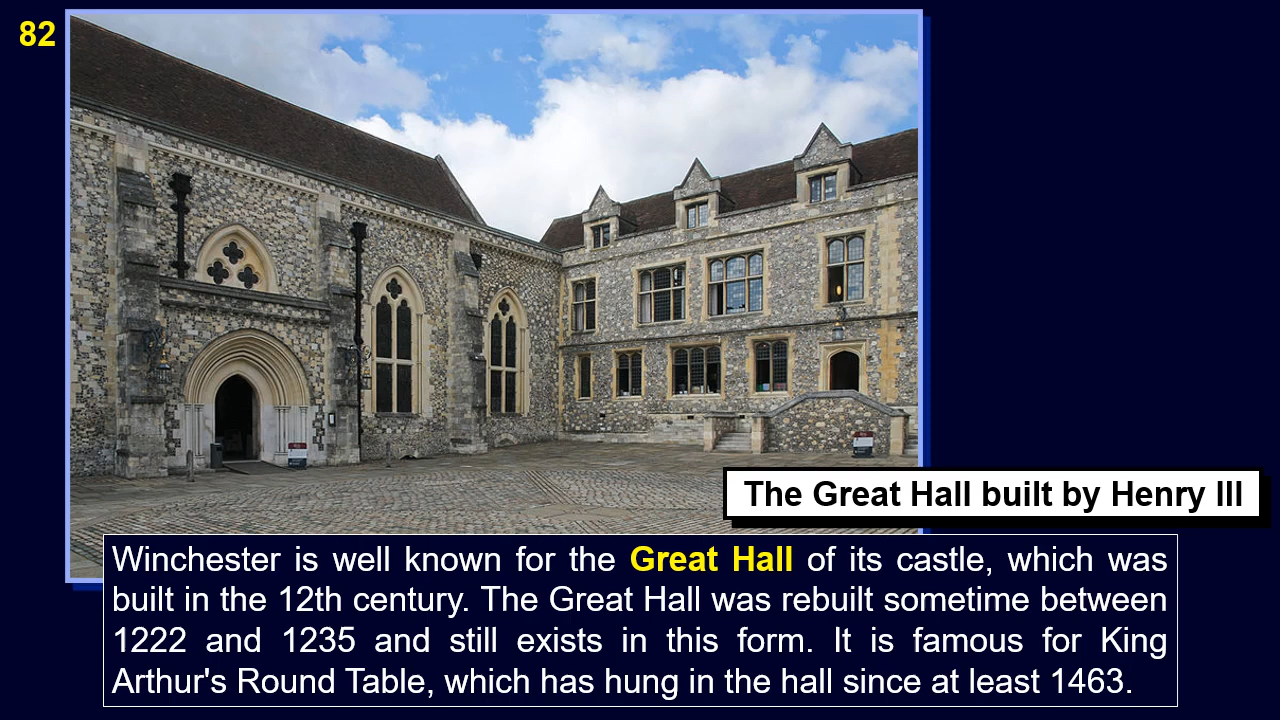 82
The Great Hall built by Henry III
Winchester is well known for the Great Hall of its castle, which was
built in the 12th century. The Great Hall was rebuilt sometime between
1222 and 1235 and still exists in this form. It is famous for King
Arthur's Round Table, which has hung in the hall since at least 1463.